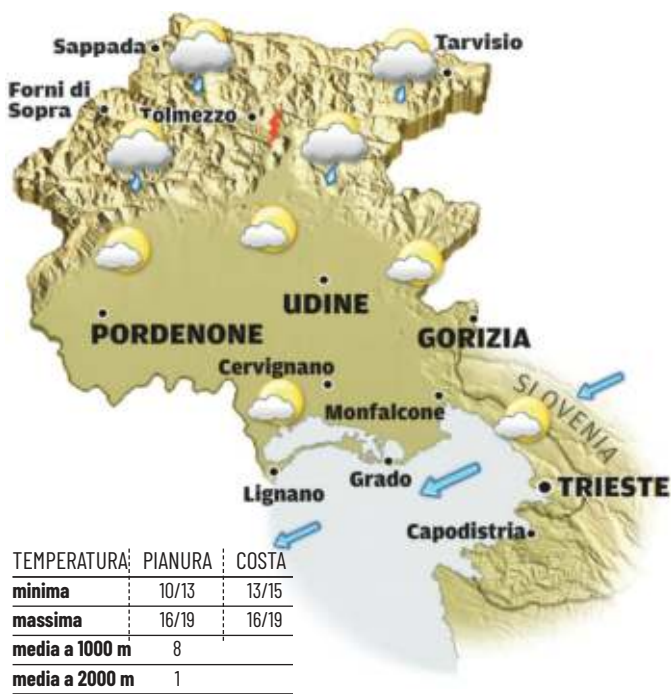 Sappada
Tarvisio
Forni di
Sopra
Tolmezzo
UDINE
PORDENONE
GORIZIA
Cervignano
SLOVENIA
Monfalcone
Lignano
Grado
TRIESTE
Capodistria
TEMPERATURA PIANURA COSTA
minima 10/13 13/15
massima 16/19 16/19
media a 1000 m 8
media a 2000 m 1